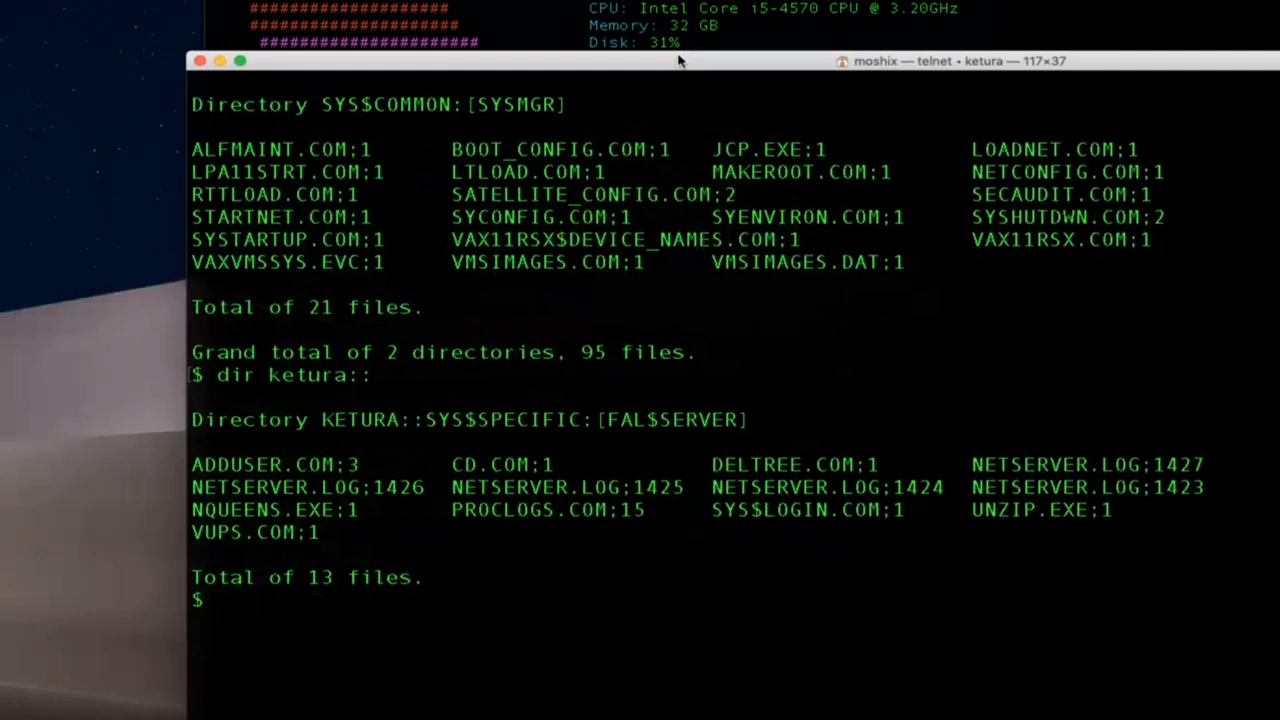 #################### CPU: Intel Core i5-4570 CPU @ 3.20GHz
##################### Memory: 32 GB
###################### Disk: 31%
moshix — telnet • ketura — 117×37
Directory SYS$COMMON:[SYSMGR]
ALFMAINT.COM;1 BOOT_CONFIG.COM;1 JCP.EXE;1 LOADNET.COM;1
LPA11STRT.COM;1 LTLOAD.COM;1 MAKEROOT.COM;1 NETCONFIG.COM;1
RTTLOAD.COM;1 SATELLITE_CONFIG.COM;2 SECAUDIT.COM;1
STARTNET.COM;1 SYCONFIG.COM;1 SYENVIRON.COM;1 SYSHUTDWN.COM;2
SYSTARTUP.COM;1 VAX11RSX$DEVICE_NAMES.COM;1 VAX11RSX.COM;1
VAXVMSSYS.EVC;1 VMSIMAGES.COM;1 VMSIMAGES.DAT;1
Total of 21 files.
Grand total of 2 directories, 95 files.
[$ dir ketura::
Directory KETURA::SYS$SPECIFIC:[FAL$SERVER]
ADDUSER.COM;3 CD.COM;1 DELTREE.COM;1 NETSERVER.LOG;1427
NETSERVER.LOG;1426 NETSERVER.LOG;1425 NETSERVER.LOG;1424 NETSERVER.LOG;1423
NQUEENS.EXE;1 PROCLOGS.COM;15 SYS$LOGIN.COM;1 UNZIP.EXE;1
VUPS.COM;1
Total of 13 files.
$